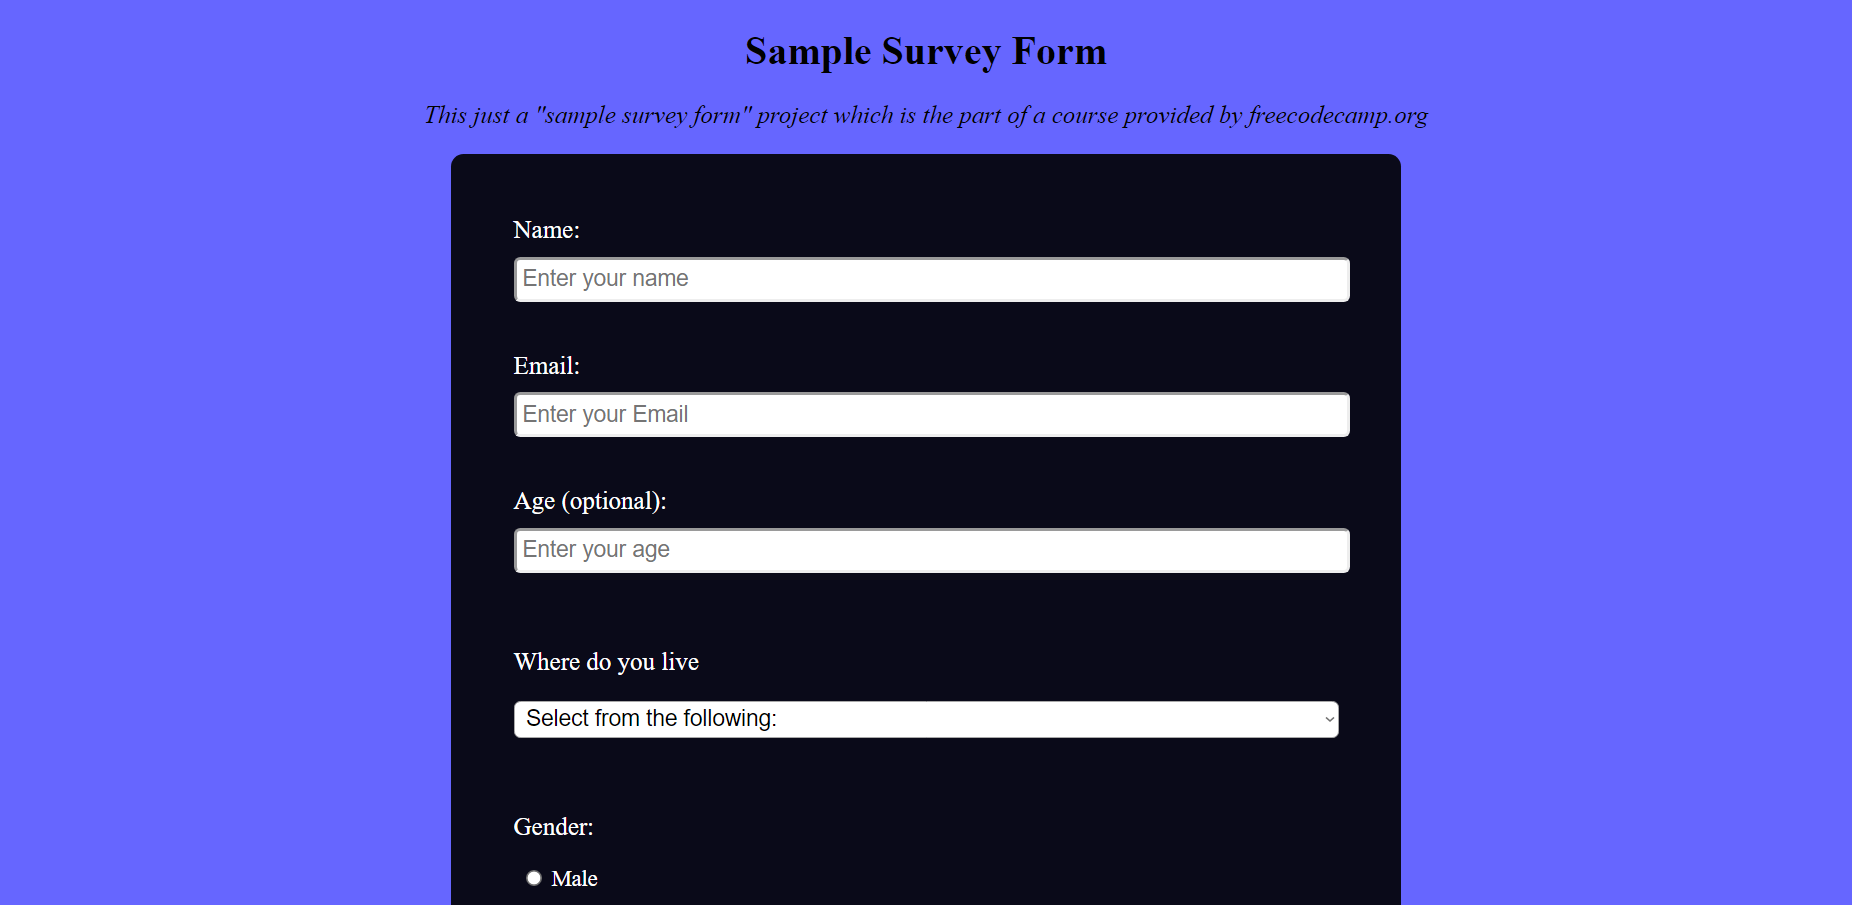 Sample Survey Form
This just a "sample survey form" project which is the part of a course provided by freecodecamp.org
Name:
Enter your name
Email:
Enter your Email
Age (optional):
Enter your age
Where do you live
Select from the following:
Gender:
Male